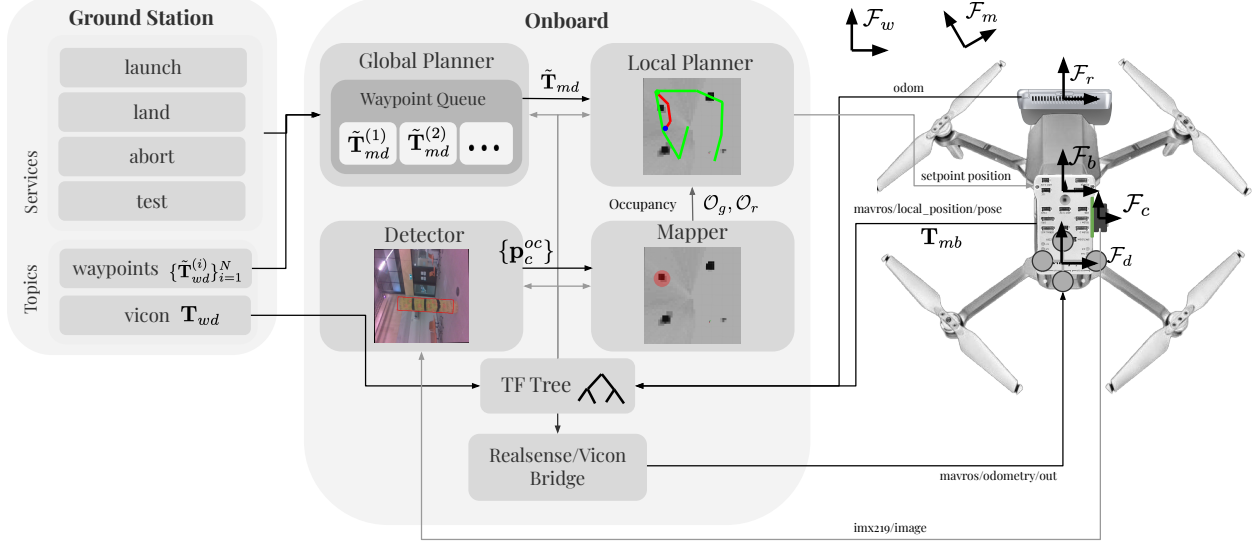 Ground Station
Services
launch
land
abort
test
Topics
waypoints {T̃_wd^(i)}_{i=1}^N
vicon T_wd
Onboard
Global Planner
Waypoint Queue
T̃_md^(1) T̃_md^(2) ...
T̃_md
Local Planner
Occupancy O_g, O_r
Detector
{p_c^oc}
Mapper
TF Tree
Realsense/Vicon
Bridge
F_w
F_m
odom
F_r
setpoint position
F_b
mavros/local_position/pose
T_mb
F_c
F_d
mavros/odometry/out
imx219/image